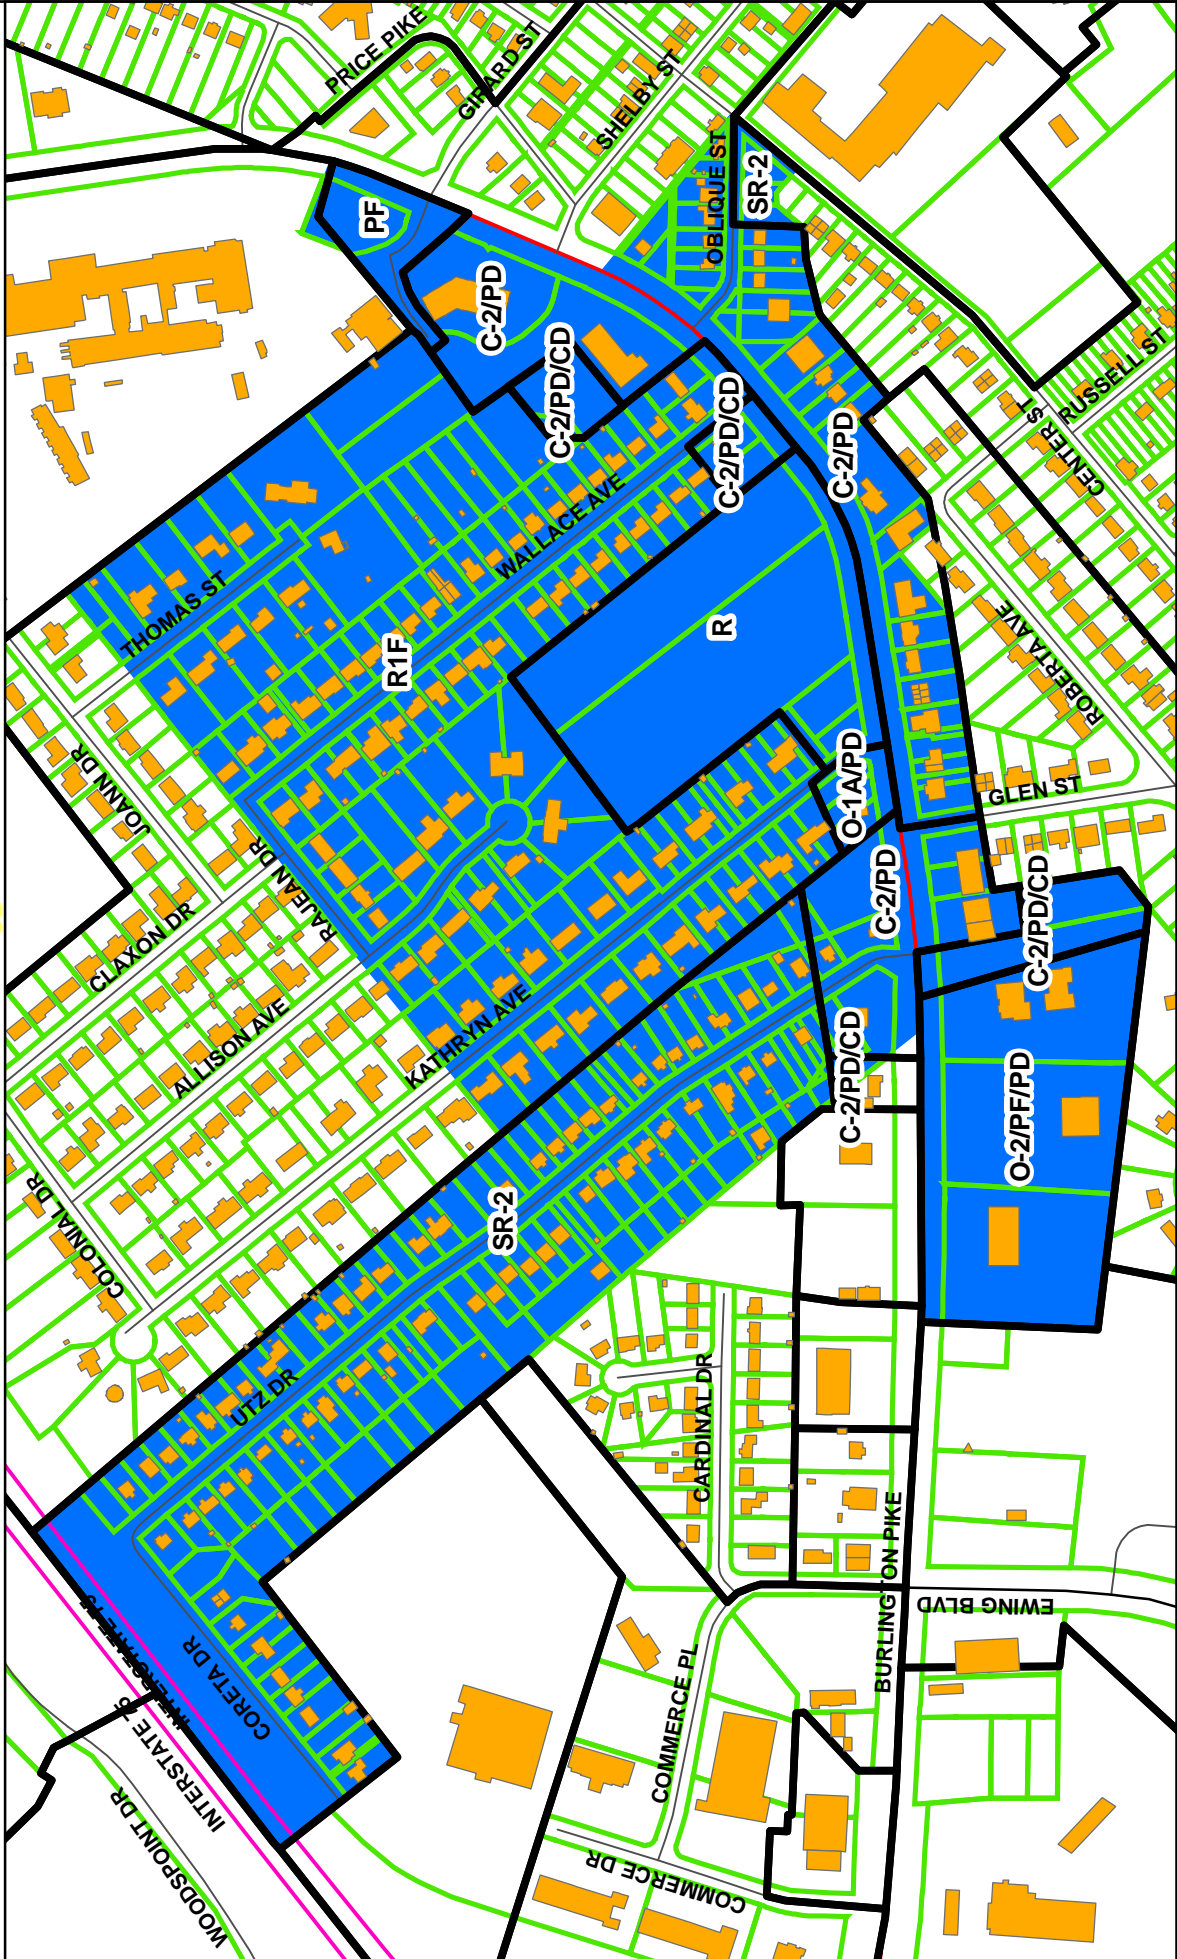 PRICE PIKE
GIRARD ST
SHELBY ST
OBLIQUE ST
SR-2
PF
C-2/PD
C-2/PD/CD
C-2/PD/CD
C-2/PD
RUSSELL ST
CENTER ST
WALLACE AVE
THOMAS ST
R1F
R
ROBERTA AVE
JOANN DR
O-1A/PD
GLEN ST
RAJEAN DR
CLAXON DR
C-2/PD
C-2/PD/CD
ALLISON AVE
KATHRYN AVE
C-2/PD/CD
O-2/PF/PD
COLONIAL DR
SR-2
UTZ DR
CARDINAL DR
BURLINGTON PIKE
EWING BLVD
INTERSTATE 75
CORETA DR
INTERSTATE 75
COMMERCE PL
WOODSPOINT DR
COMMERCE DR